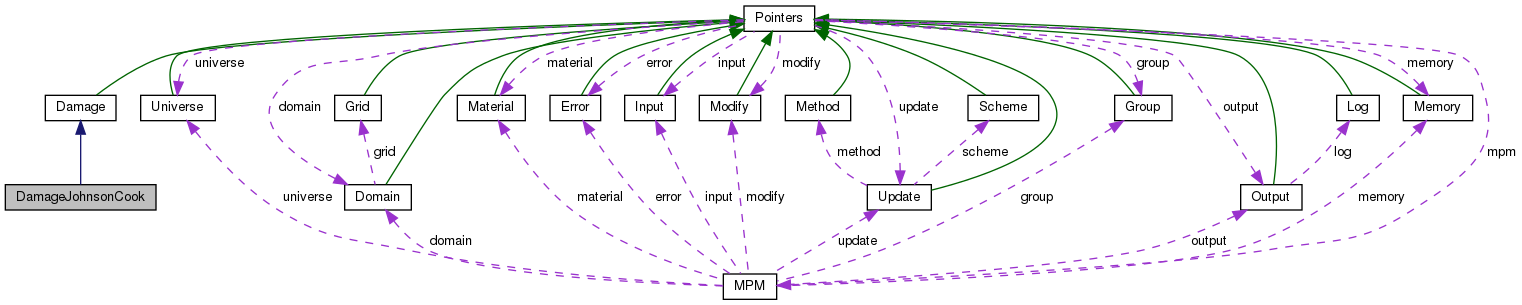 Pointers
universe
material
error
input
modify
group
memory
domain
update
output
mpm
Damage
Universe
Grid
Material
Error
Input
Modify
Method
Scheme
Group
Log
Memory
grid
method
scheme
log
DamageJohnsonCook
Domain
Update
Output
universe
material
error
input
modify
group
memory
domain
update
output
MPM